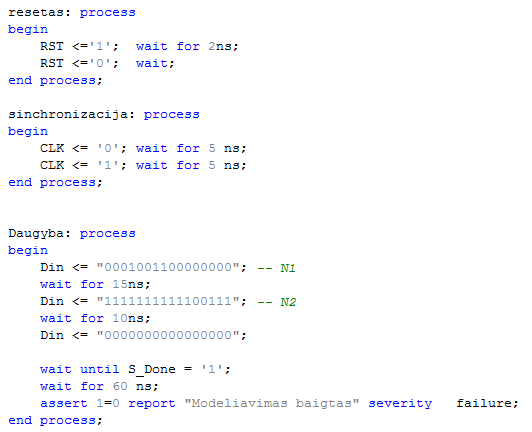 resetas: process
begin
    RST <='1';  wait for 2ns;
    RST <='0';  wait;
end process;

sinchronizacija: process
begin
    CLK <= '0'; wait for 5 ns;
    CLK <= '1'; wait for 5 ns;
end process;

Daugyba: process
begin
    Din <= "0001001100000000"; -- N1
    wait for 15ns;
    Din <= "1111111111100111"; -- N2
    wait for 10ns;
    Din <= "0000000000000000";

    wait until S_Done = '1';
    wait for 60 ns;
    assert 1=0 report "Modeliavimas baigtas" severity   failure;
end process;